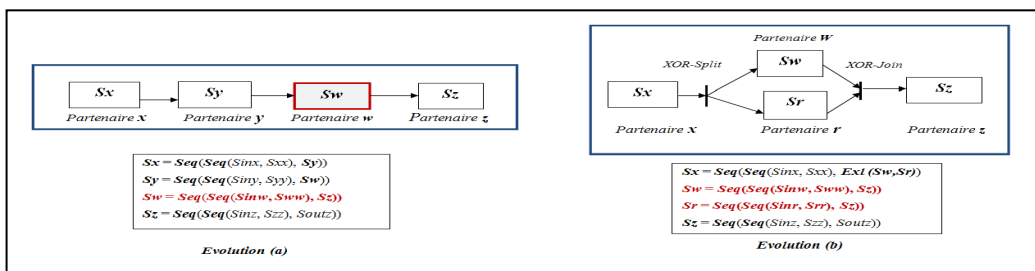 Sx
Sy
Sw
Sz
Partenaire x
Partenaire y
Partenaire w
Partenaire z
Sx = Seq(Seq(Sinx, Sxx), Sy))
Sy = Seq(Seq(Siny, Syy), Sw))
Sw = Seq(Seq(Sinw, Sww), Sz))
Sz = Seq(Seq(Sinz, Szz), Soutz))
Evolution (a)
Partenaire W
XOR-Split
Sw
XOR-Join
Sx
Sr
Sz
Partenaire x
Partenaire r
Partenaire z
Sx = Seq(Seq(Sinx, Sxx), Exl (Sw,Sr))
Sw = Seq(Seq(Sinw, Sww), Sz))
Sr = Seq(Seq(Sinr, Srr), Sz))
Sz = Seq(Seq(Sinz, Szz), Soutz))
Evolution (b)